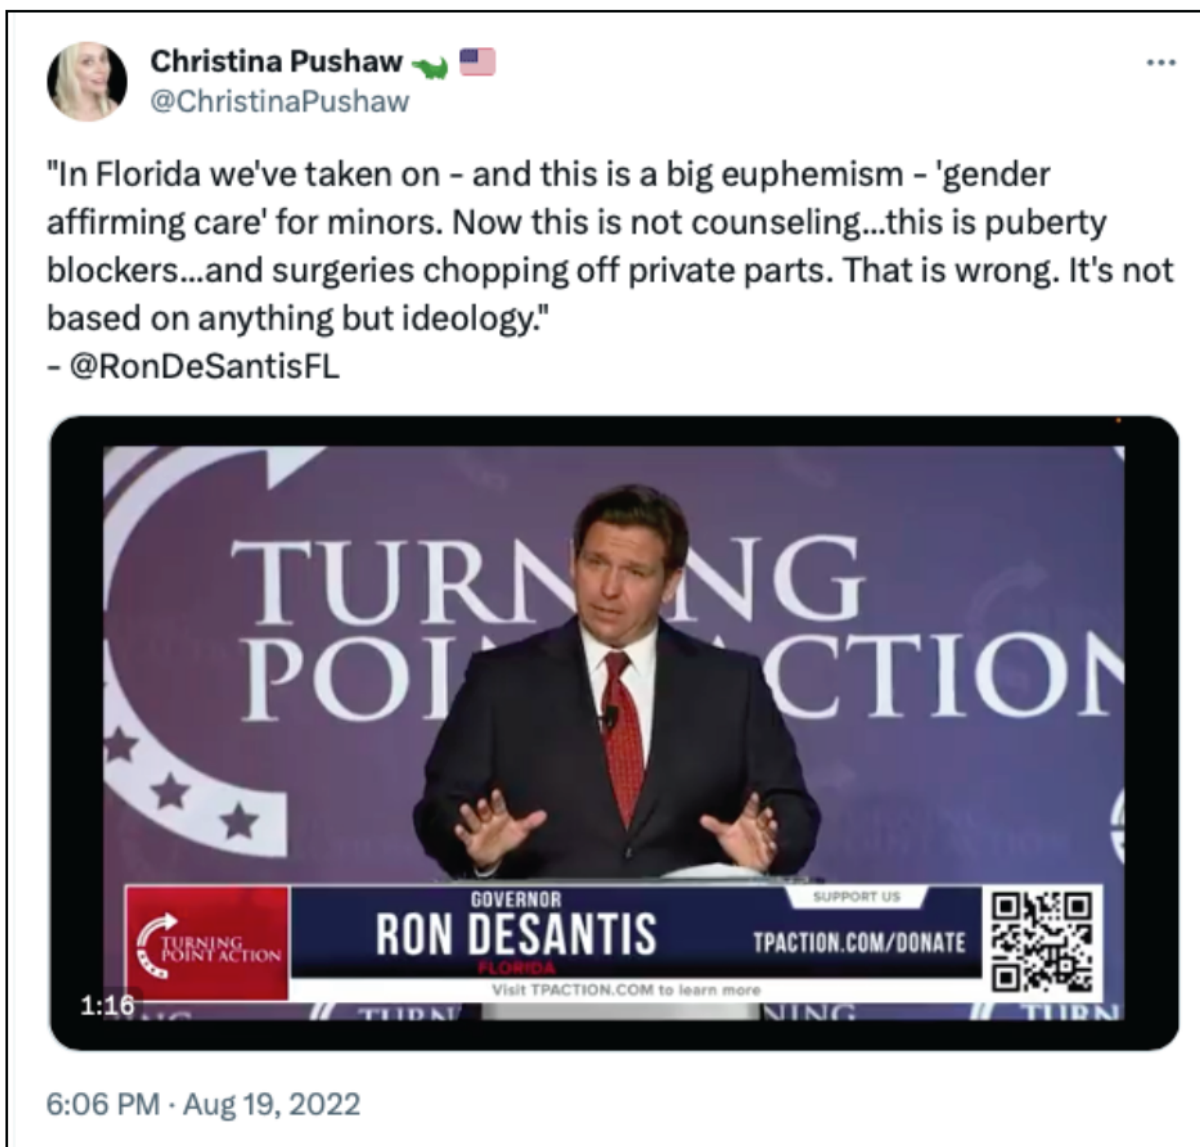 Christina Pushaw
@ChristinaPushaw
"In Florida we've taken on - and this is a big euphemism - 'gender
affirming care' for minors. Now this is not counseling...this is puberty
blockers...and surgeries chopping off private parts. That is wrong. It's not
based on anything but ideology."
- @RonDeSantisFL
TURN NG
POI CTION
GOVERNOR
RON DESANTIS
FLORIDA
SUPPORT US
TPACTION.COM/DONATE
TURNING
POINT ACTION
Visit TPACTION.COM to learn more
1:16
TURN NING TURN
6:06 PM · Aug 19, 2022